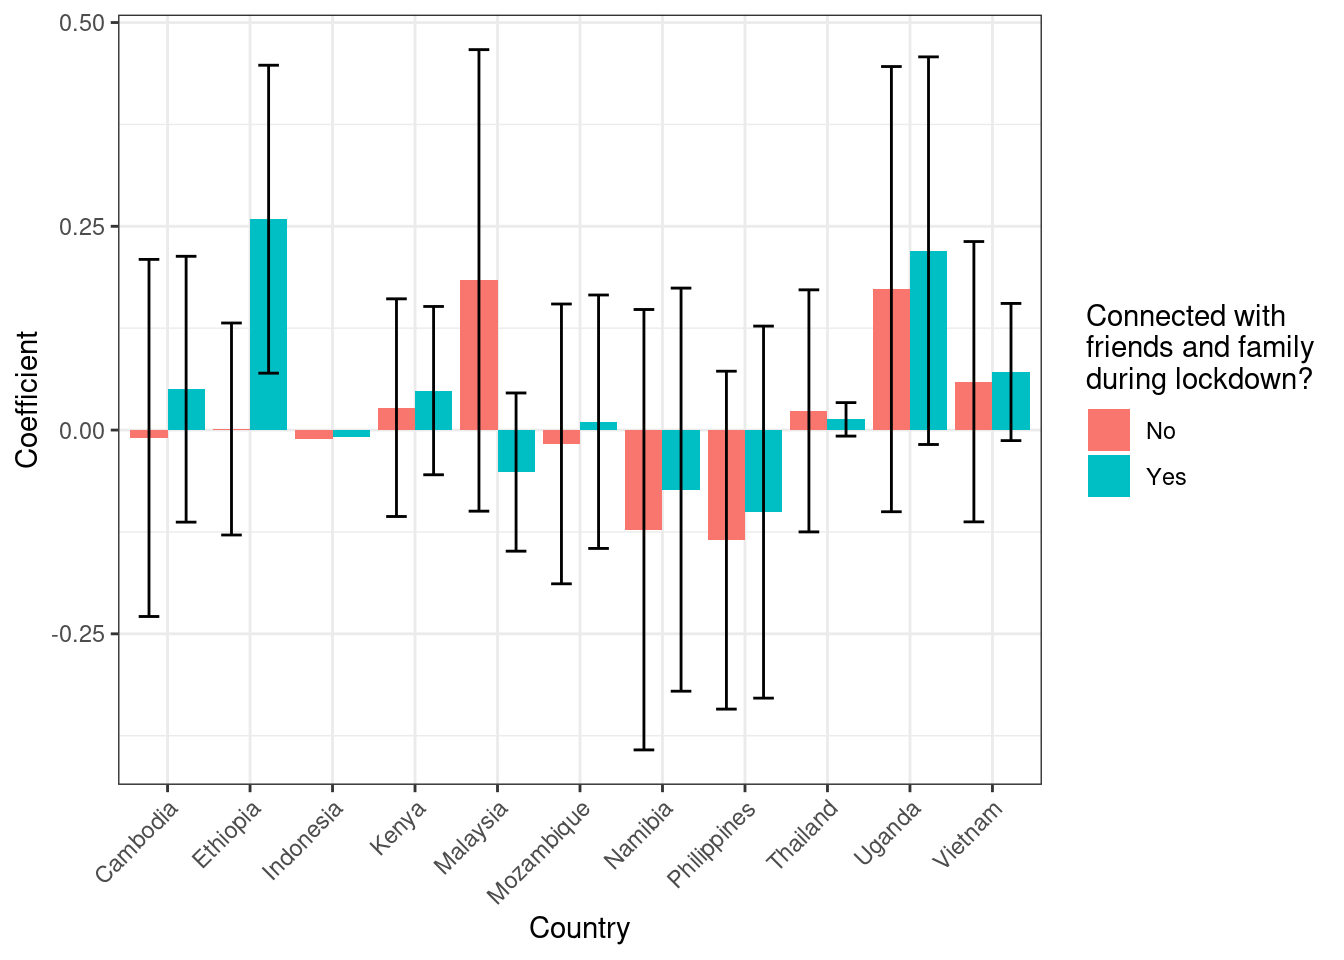 0.50
0.25
0.00
-0.25
Coefficient
Cambodia
Ethiopia
Indonesia
Kenya
Malaysia
Mozambique
Namibia
Philippines
Thailand
Uganda
Vietnam
Country
Connected with
friends and family
during lockdown?
No
Yes